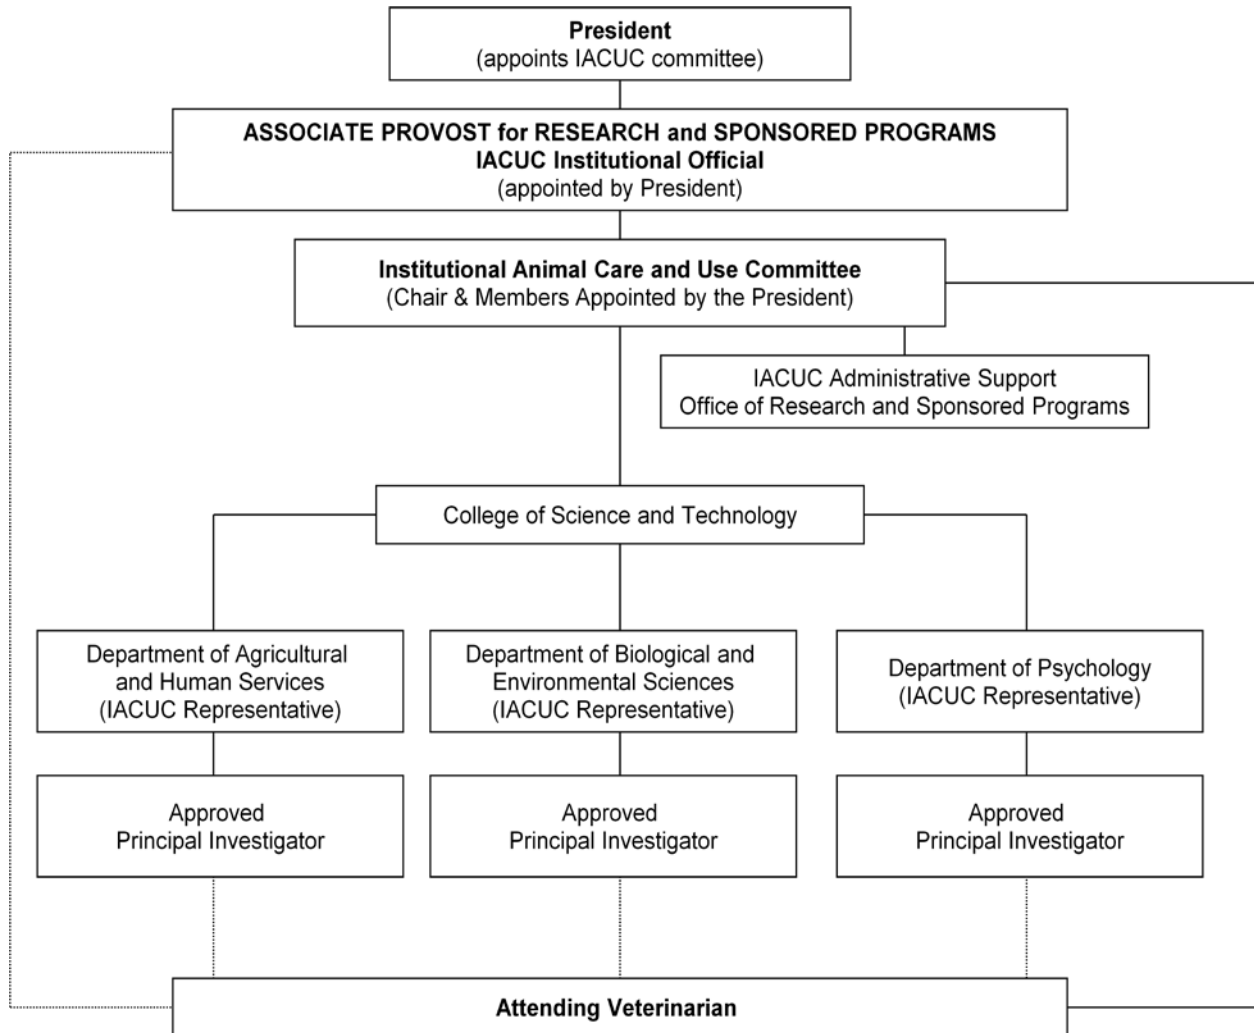 President
(appoints IACUC committee)
ASSOCIATE PROVOST for RESEARCH and SPONSORED PROGRAMS
IACUC Institutional Official
(appointed by President)
Institutional Animal Care and Use Committee
(Chair & Members Appointed by the President)
IACUC Administrative Support
Office of Research and Sponsored Programs
College of Science and Technology
Department of Agricultural
and Human Services
(IACUC Representative)
Department of Biological and
Environmental Sciences
(IACUC Representative)
Department of Psychology
(IACUC Representative)
Approved
Principal Investigator
Approved
Principal Investigator
Approved
Principal Investigator
Attending Veterinarian